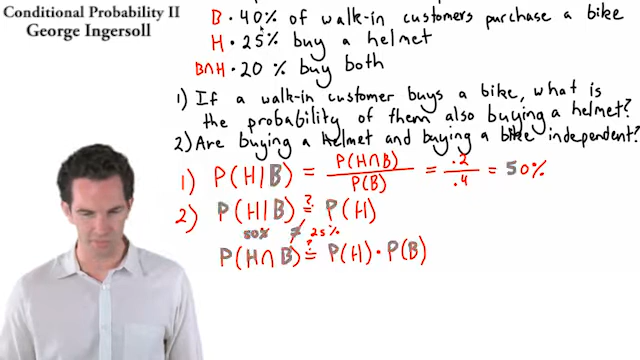 Conditional Probability II
George Ingersoll
B • 40% of walk-in customers purchase a bike
H • 25% buy a helmet
B∩H • 20% buy both
1) If a walk-in customer buys a bike, what is
the probability of them also buying a helmet?
2) Are buying a helmet and buying a bike independent?
1) P(H|B) = P(H∩B) / P(B) = .2 / .4 = 50%
2) P(H|B) ≟ P(H)
50% ≠ 25%
P(H∩B) ≟ P(H) • P(B)